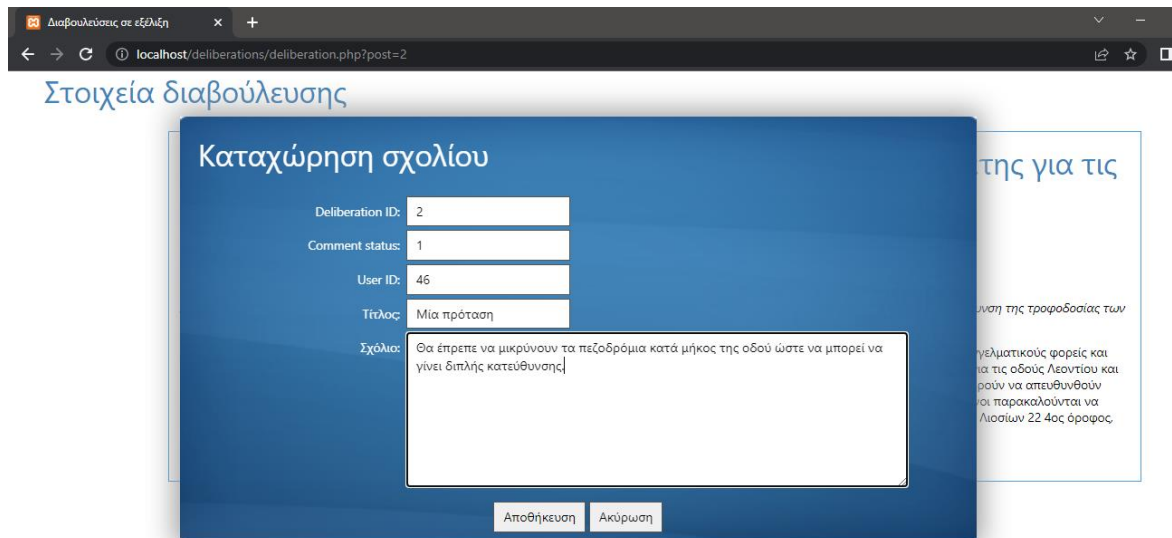 Διαβουλεύσεις σε εξέλιξη
localhost/deliberations/deliberation.php?post=2
Στοιχεία διαβούλευσης
Καταχώρηση σχολίου
της για τις
Deliberation ID: 2
Comment status: 1
User ID: 46
Τίτλος: Μία πρόταση
υνση της τροφοδοσίας των
Σχόλιο: Θα έπρεπε να μικρύνουν τα πεζοδρόμια κατά μήκος της οδού ώστε να μπορεί να
γίνει διπλής κατεύθυνσης.
γελματικούς φορείς και
ια τις οδούς Λεοντίου και
ρούν να απευθυνθούν
νοι παρακαλούνται να
Λιοσίων 22 4ος όροφος,
Αποθήκευση Ακύρωση